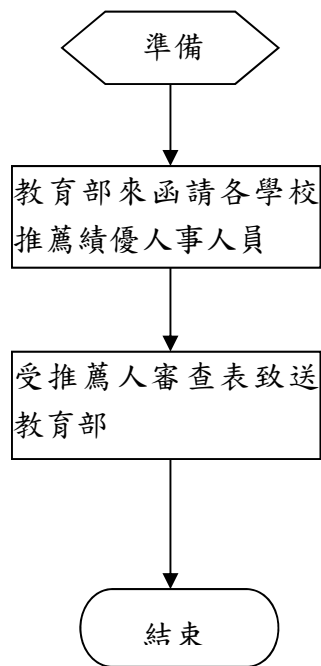 準備
教育部來函請各學校
推薦績優人事人員
受推薦人審查表致送
教育部
結束